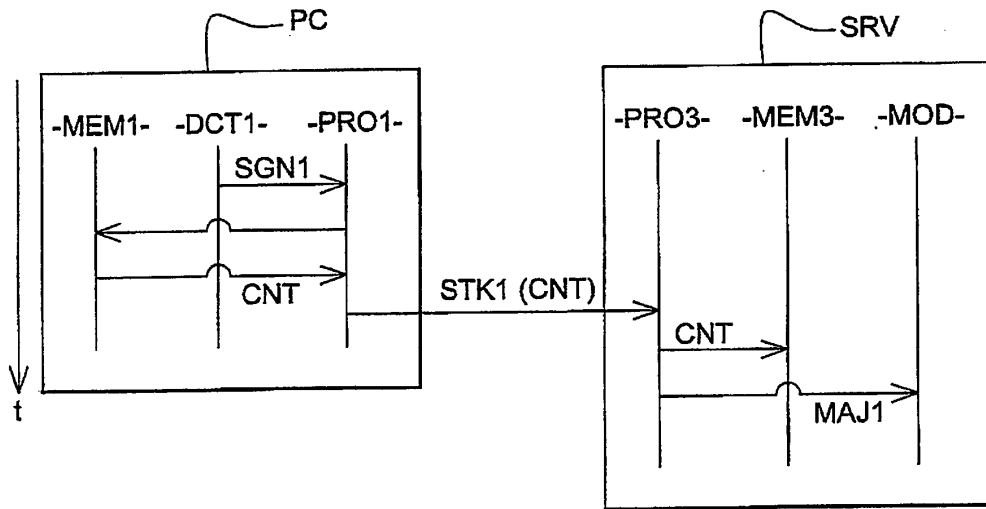 PC
SRV
-MEM1- -DCT1- -PRO1-
-PRO3- -MEM3- -MOD-
SGN1
CNT
STK1 (CNT)
CNT
MAJ1
t